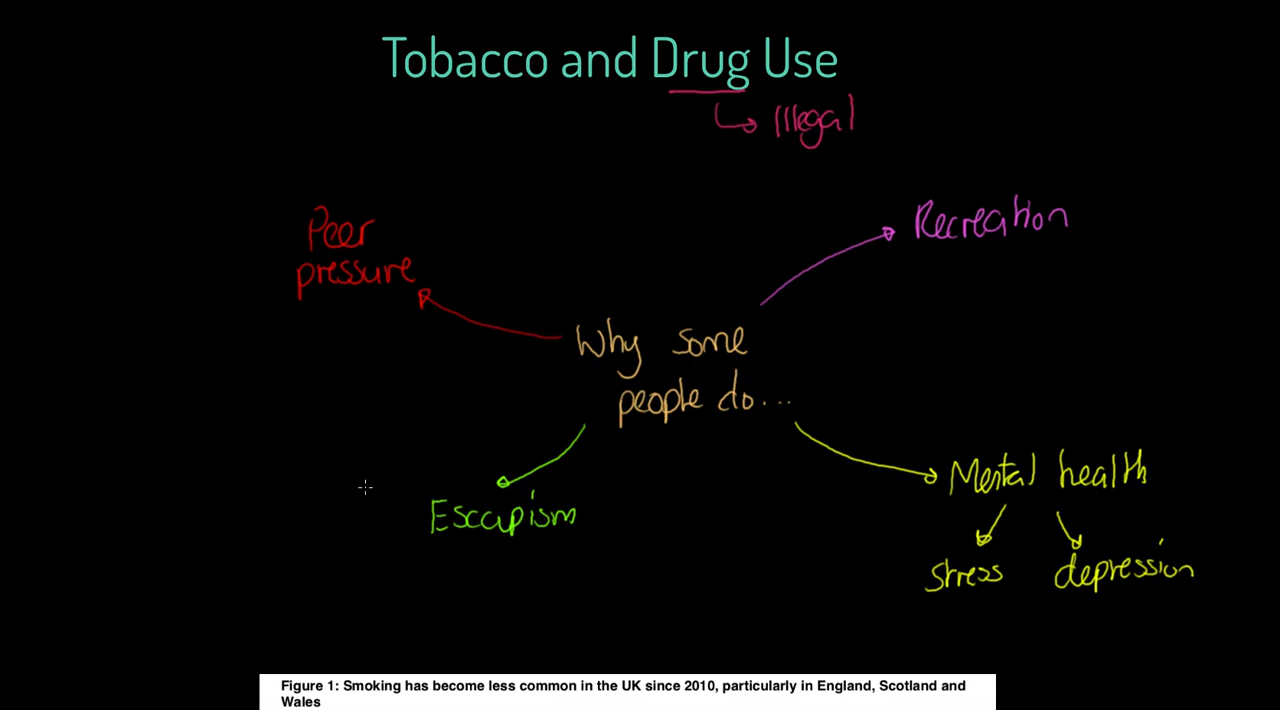 Tobacco and Drug Use
Illegal
Recreation
Peer
pressure
Why some
people do...
Mental health
Escapism
stress
depression
Figure 1: Smoking has become less common in the UK since 2010, particularly in England, Scotland and
Wales